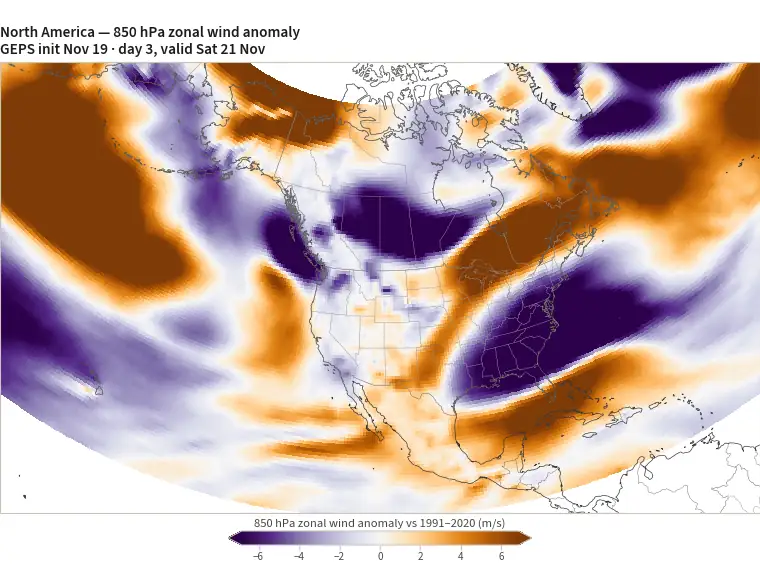 North America — 850 hPa zonal wind anomaly
GEPS init Nov 19 · day 3, valid Sat 21 Nov
850 hPa zonal wind anomaly vs 1991–2020 (m/s)
−6 −4 −2 0 2 4 6